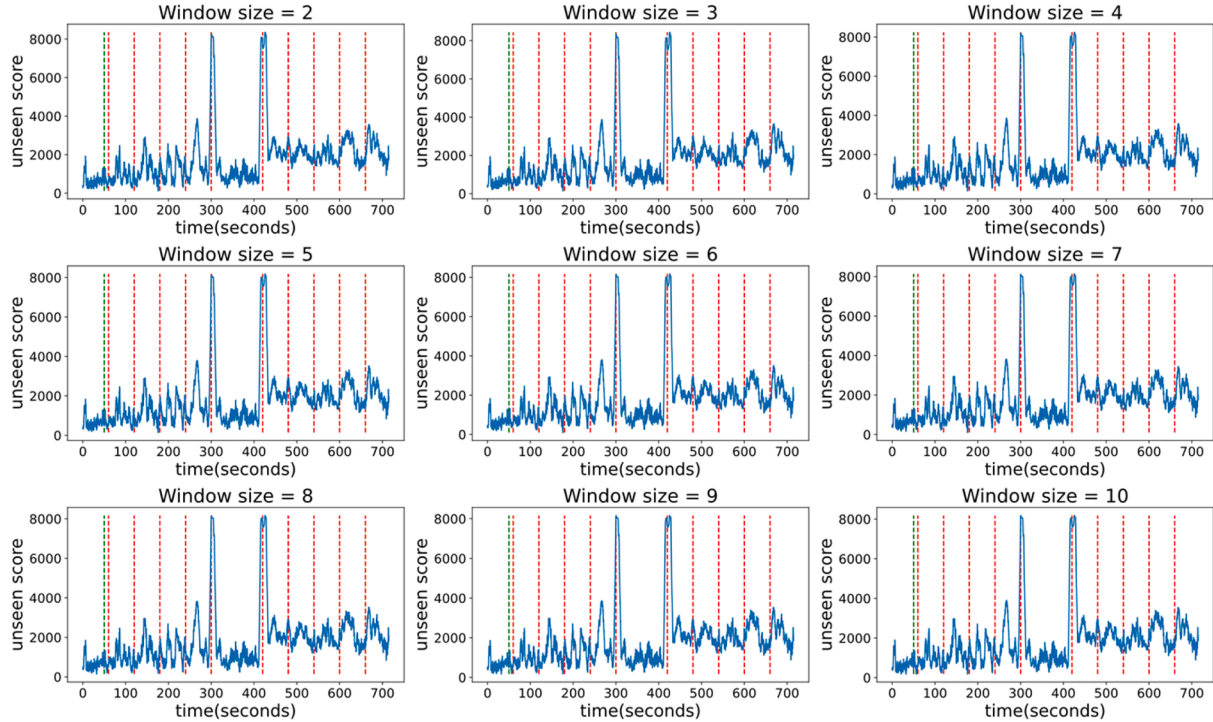 Window size = 2
Window size = 3
Window size = 4
unseen score
8000
6000
4000
2000
0
0 100 200 300 400 500 600 700
time(seconds)
unseen score
8000
6000
4000
2000
0
0 100 200 300 400 500 600 700
time(seconds)
unseen score
8000
6000
4000
2000
0
0 100 200 300 400 500 600 700
time(seconds)
Window size = 5
Window size = 6
Window size = 7
unseen score
8000
6000
4000
2000
0
0 100 200 300 400 500 600 700
time(seconds)
unseen score
8000
6000
4000
2000
0
0 100 200 300 400 500 600 700
time(seconds)
unseen score
8000
6000
4000
2000
0
0 100 200 300 400 500 600 700
time(seconds)
Window size = 8
Window size = 9
Window size = 10
unseen score
8000
6000
4000
2000
0
0 100 200 300 400 500 600 700
time(seconds)
unseen score
8000
6000
4000
2000
0
0 100 200 300 400 500 600 700
time(seconds)
unseen score
8000
6000
4000
2000
0
0 100 200 300 400 500 600 700
time(seconds)